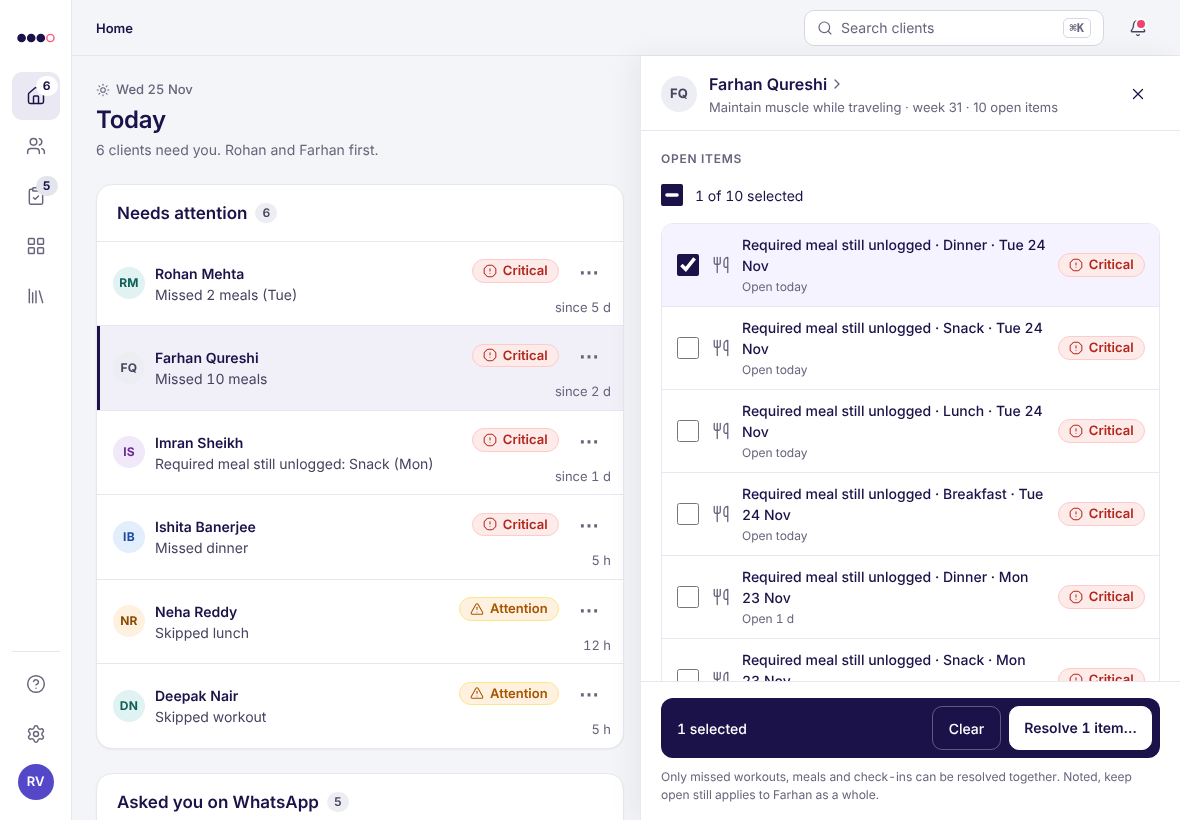 Home
Search clients
⌘K
6
5
Wed 25 Nov
Today
6 clients need you. Rohan and Farhan first.
Needs attention 6
RM
Rohan Mehta
Missed 2 meals (Tue)
Critical
since 5 d
FQ
Farhan Qureshi
Missed 10 meals
Critical
since 2 d
IS
Imran Sheikh
Required meal still unlogged: Snack (Mon)
Critical
since 1 d
IB
Ishita Banerjee
Missed dinner
Critical
5 h
NR
Neha Reddy
Skipped lunch
Attention
12 h
DN
Deepak Nair
Skipped workout
Attention
5 h
Asked you on WhatsApp 5
RV
FQ
Farhan Qureshi
Maintain muscle while traveling · week 31 · 10 open items
OPEN ITEMS
1 of 10 selected
Required meal still unlogged · Dinner · Tue 24
Nov
Open today
Critical
Required meal still unlogged · Snack · Tue 24
Nov
Open today
Critical
Required meal still unlogged · Lunch · Tue 24
Nov
Open today
Critical
Required meal still unlogged · Breakfast · Tue
24 Nov
Open today
Critical
Required meal still unlogged · Dinner · Mon
23 Nov
Open 1 d
Critical
Required meal still unlogged · Snack · Mon
23 Nov
Critical
1 selected
Clear
Resolve 1 item...
Only missed workouts, meals and check-ins can be resolved together. Noted, keep
open still applies to Farhan as a whole.